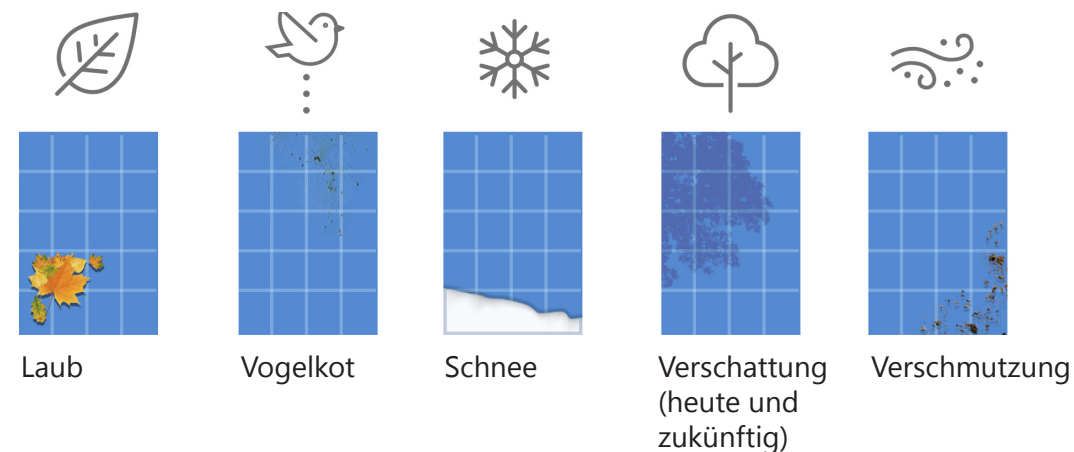 Laub
Vogelkot
Schnee
Verschattung
(heute und
zukünftig)
Verschmutzung